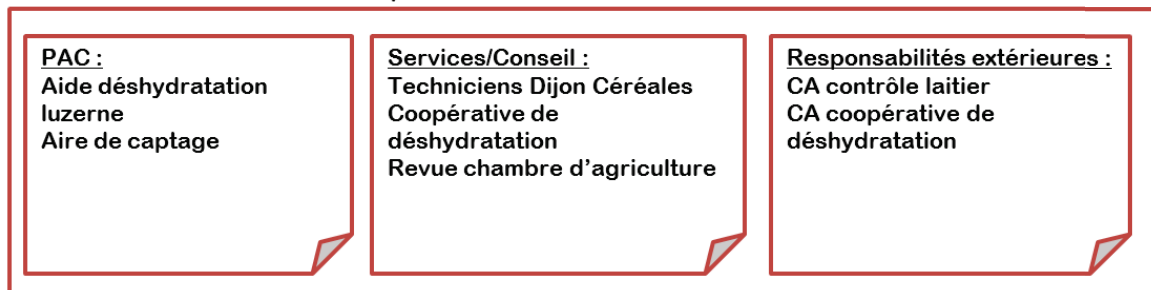 PAC :
Aide déshydratation
luzerne
Aire de captage
Services/Conseil :
Techniciens Dijon Céréales
Coopérative de
déshydratation
Revue chambre d'agriculture
Responsabilités extérieures :
CA contrôle laitier
CA coopérative de
déshydratation